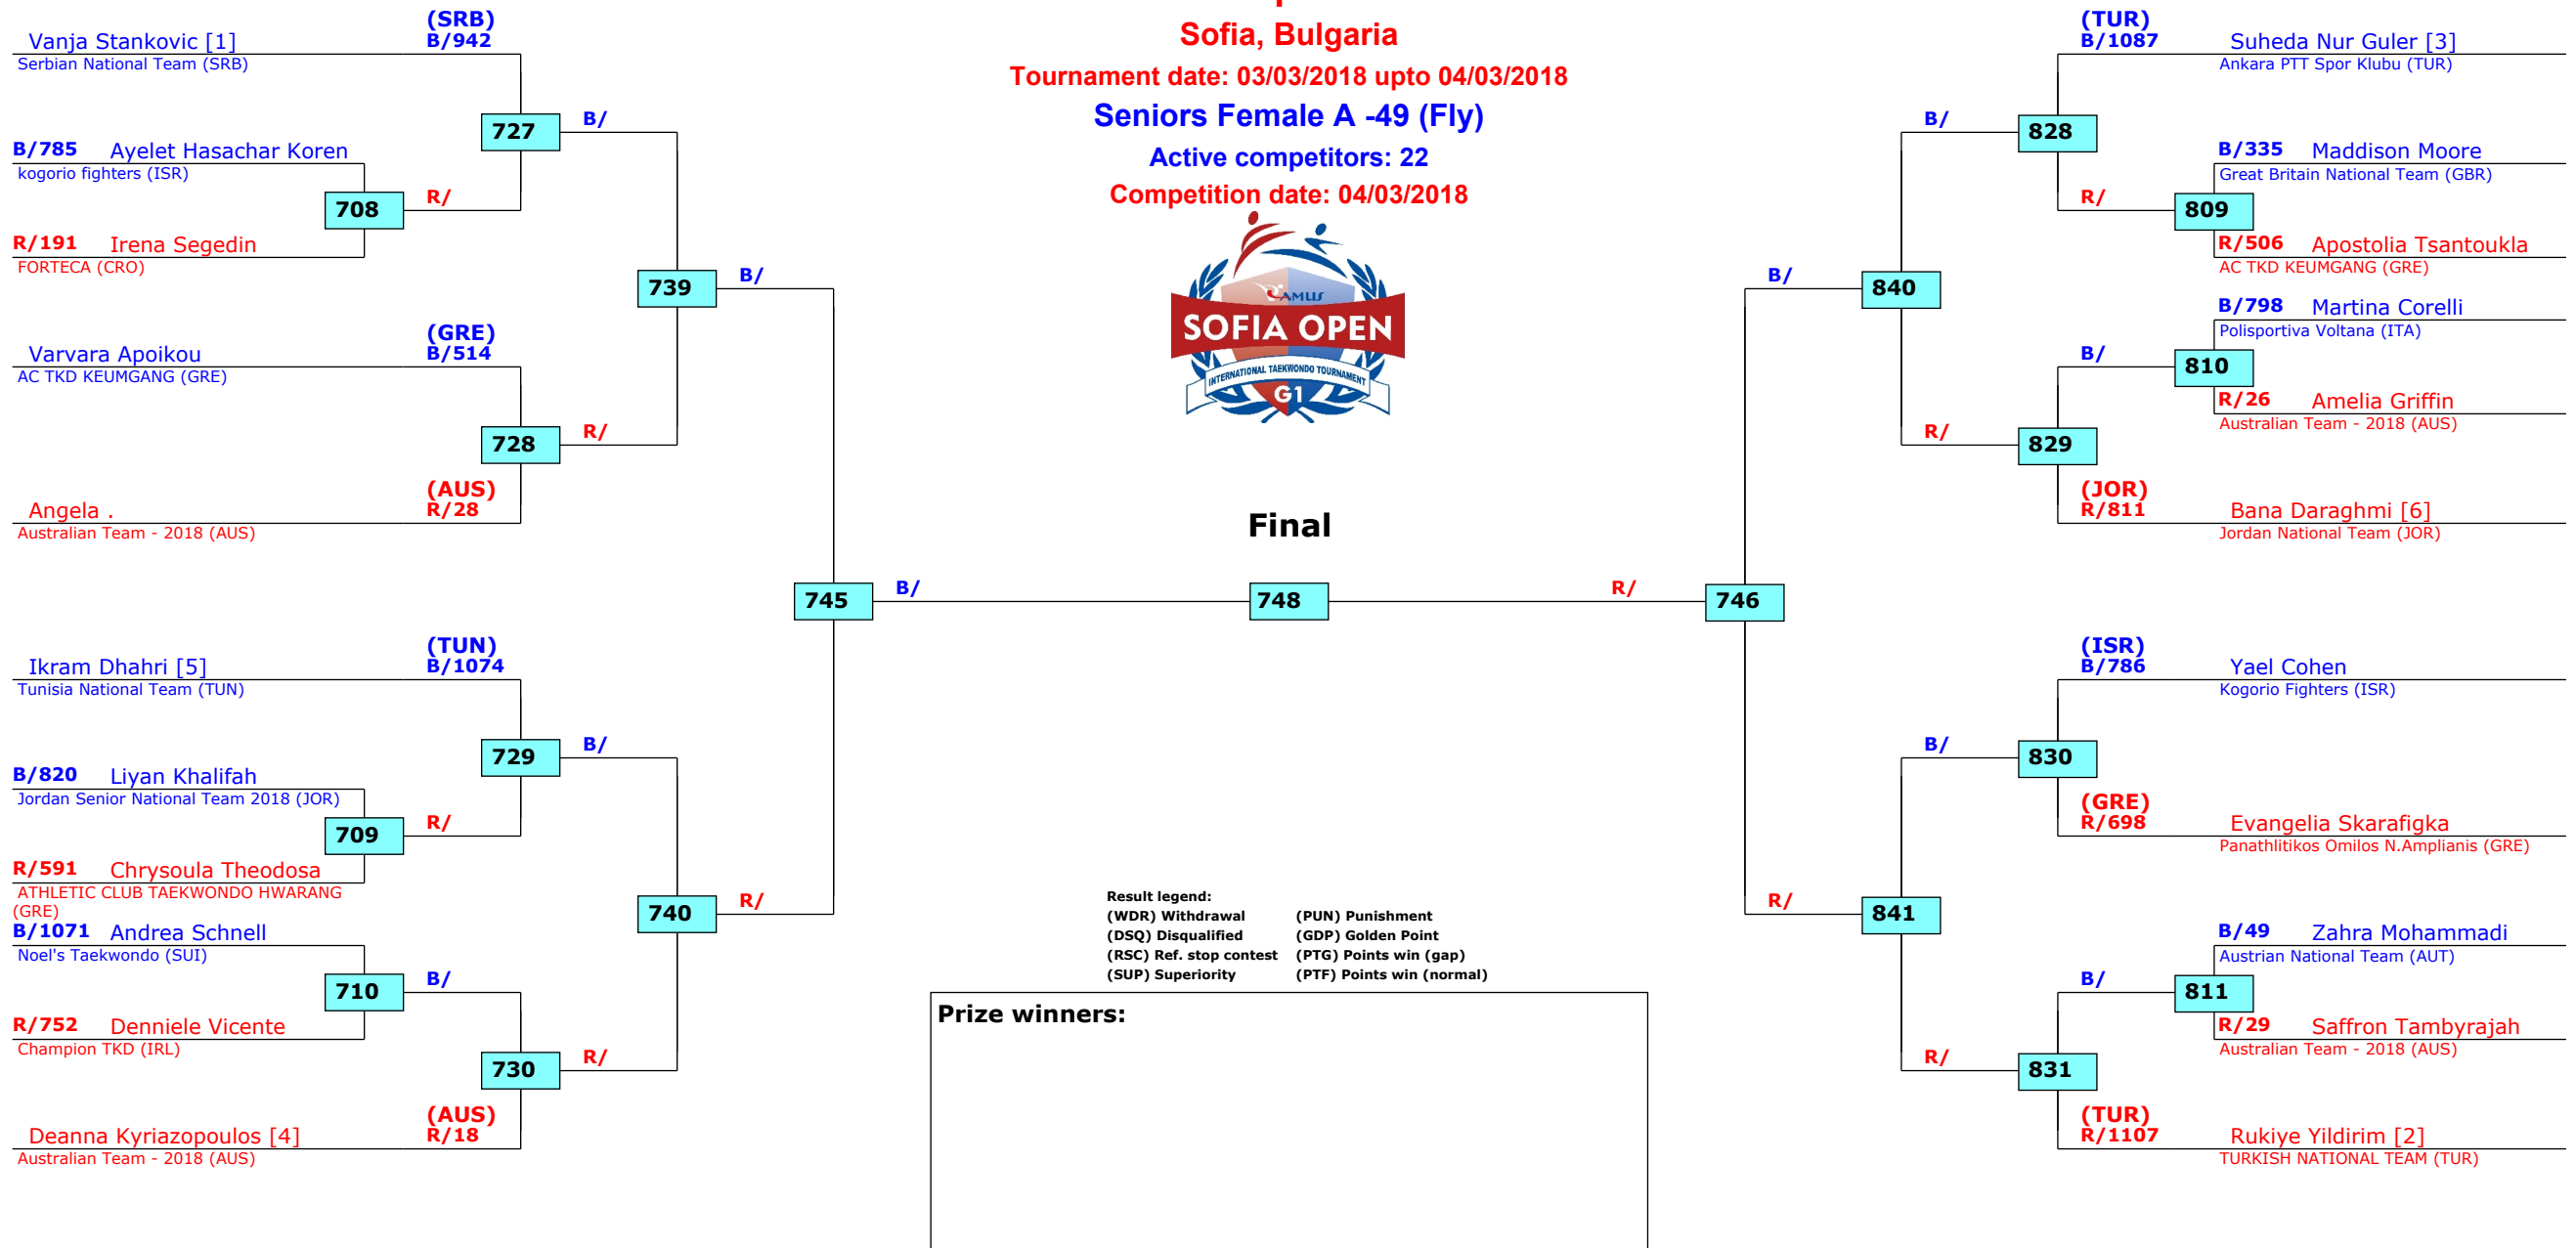 Sofia, Bulgaria
Tournament date: 03/03/2018 upto 04/03/2018
Seniors Female A -49 (Fly)
Active competitors: 22
Competition date: 04/03/2018
CAMUS
SOFIA OPEN
INTERNATIONAL TAEKWONDO TOURNAMENT
G1
(SRB)
Vanja Stankovic [1] B/942
Serbian National Team (SRB)
727 B/
B/785 Ayelet Hasachar Koren
kogorio fighters (ISR)
708 R/
R/191 Irena Segedin
FORTECA (CRO)
739 B/
(GRE)
Varvara Apoikou B/514
AC TKD KEUMGANG (GRE)
728 R/
(AUS)
Angela . R/28
Australian Team - 2018 (AUS)
745 B/
(TUN)
Ikram Dhahri [5] B/1074
Tunisia National Team (TUN)
729 B/
B/820 Liyan Khalifah
Jordan Senior National Team 2018 (JOR)
709 R/
R/591 Chrysoula Theodosa
ATHLETIC CLUB TAEKWONDO HWARANG
(GRE)
740 R/
B/1071 Andrea Schnell
Noel's Taekwondo (SUI)
710 B/
R/752 Denniele Vicente
Champion TKD (IRL)
730 R/
(AUS)
Deanna Kyriazopoulos [4] R/18
Australian Team - 2018 (AUS)
Final
748
(TUR)
B/1087 Suheda Nur Guler [3]
Ankara PTT Spor Klubu (TUR)
B/ 828
B/335 Maddison Moore
Great Britain National Team (GBR)
R/ 809
R/506 Apostolia Tsantoukla
AC TKD KEUMGANG (GRE)
B/ 840
B/798 Martina Corelli
Polisportiva Voltana (ITA)
B/ 810
R/26 Amelia Griffin
Australian Team - 2018 (AUS)
R/ 829
(JOR)
R/811 Bana Daraghmi [6]
Jordan National Team (JOR)
R/ 746
(ISR)
B/786 Yael Cohen
Kogorio Fighters (ISR)
B/ 830
(GRE)
R/698 Evangelia Skarafigka
Panathlitikos Omilos N.Amplianis (GRE)
R/ 841
B/49 Zahra Mohammadi
Austrian National Team (AUT)
B/ 811
R/29 Saffron Tambyrajah
Australian Team - 2018 (AUS)
R/ 831
(TUR)
R/1107 Rukiye Yildirim [2]
TURKISH NATIONAL TEAM (TUR)
Result legend:
(WDR) Withdrawal (PUN) Punishment
(DSQ) Disqualified (GDP) Golden Point
(RSC) Ref. stop contest (PTG) Points win (gap)
(SUP) Superiority (PTF) Points win (normal)
Prize winners: